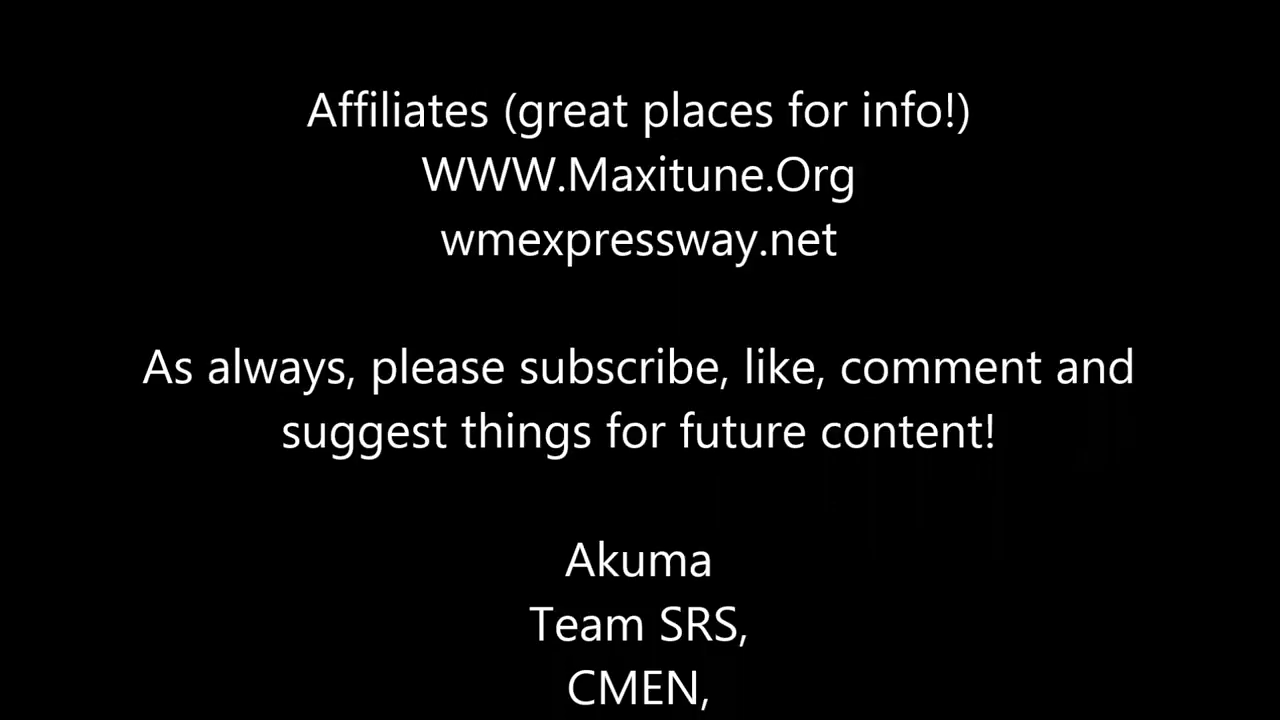 Affiliates (great places for info!)
WWW.Maxitune.Org
wmexpressway.net
As always, please subscribe, like, comment and
suggest things for future content!
Akuma
Team SRS,
CMEN,